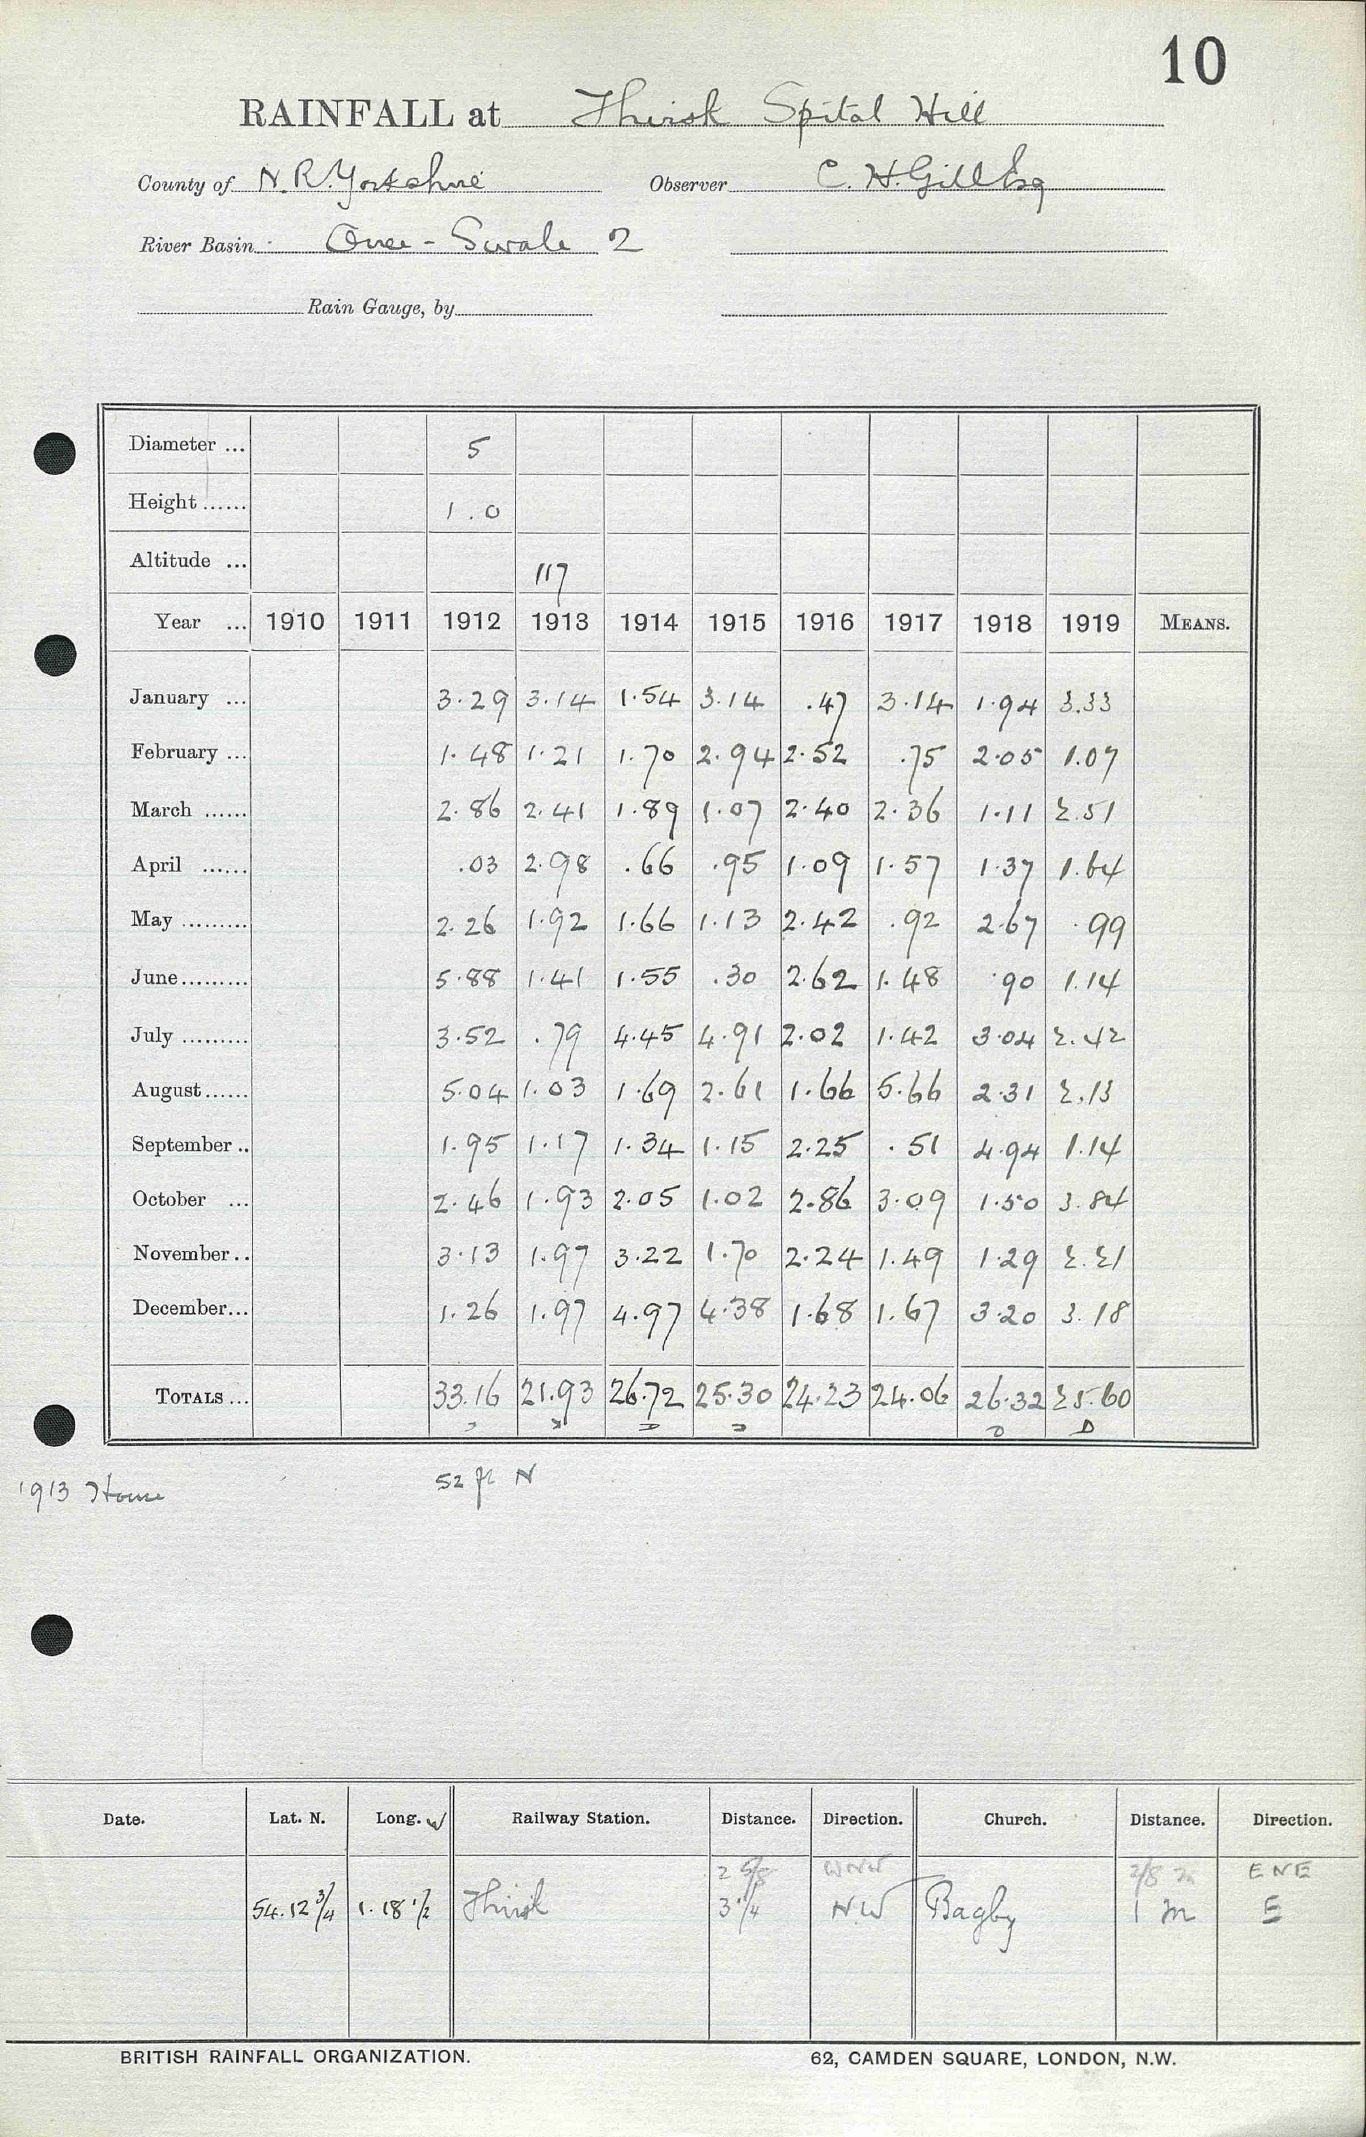 10
RAINFALL at Thirsk Spital Hill
County of N.R. Yorkshire Observer C. H. Gill Esq
River Basin Ouse - Swale 2
Rain Gauge, by
Diameter ... 5
Height ...... 1.0
Altitude ... 117
Year ... 1910 1911 1912 1913 1914 1915 1916 1917 1918 1919 MEANS.
January ... 3.29 3.14 1.54 3.14 .47 3.14 1.94 3.33
February ... 1.48 1.21 1.70 2.94 2.52 .75 2.05 1.07
March ...... 2.86 2.41 1.89 1.07 2.40 2.36 1.11 2.51
April ...... .03 2.98 .66 .95 1.09 1.57 1.37 1.64
May ......... 2.26 1.92 1.66 1.13 2.42 .92 2.67 .99
June......... 5.88 1.41 1.55 .30 2.62 1.48 .90 1.14
July ......... 3.52 .79 4.45 4.91 2.02 1.42 3.04 2.42
August...... 5.04 1.03 1.69 2.61 1.66 5.66 2.31 2.13
September .. 1.95 1.17 1.34 1.15 2.25 .51 4.94 1.14
October ... 2.46 1.93 2.05 1.02 2.86 3.09 1.50 3.84
November .. 3.13 1.97 3.22 1.70 2.24 1.49 1.29 2.21
December... 1.26 1.97 4.97 4.38 1.68 1.67 3.20 3.18
TOTALS ... 33.16 21.93 26.72 25.30 24.23 24.06 26.32 25.60
D D
1913 House 52 ft N
Date. Lat. N. Long. W Railway Station. Distance. Direction. Church. Distance. Direction.
2 5/8 WNW ENE
54.12 3/4 1.18 1/2 Thirsk 3 1/4 NW Bagby 1 m E
BRITISH RAINFALL ORGANIZATION. 62, CAMDEN SQUARE, LONDON, N.W.